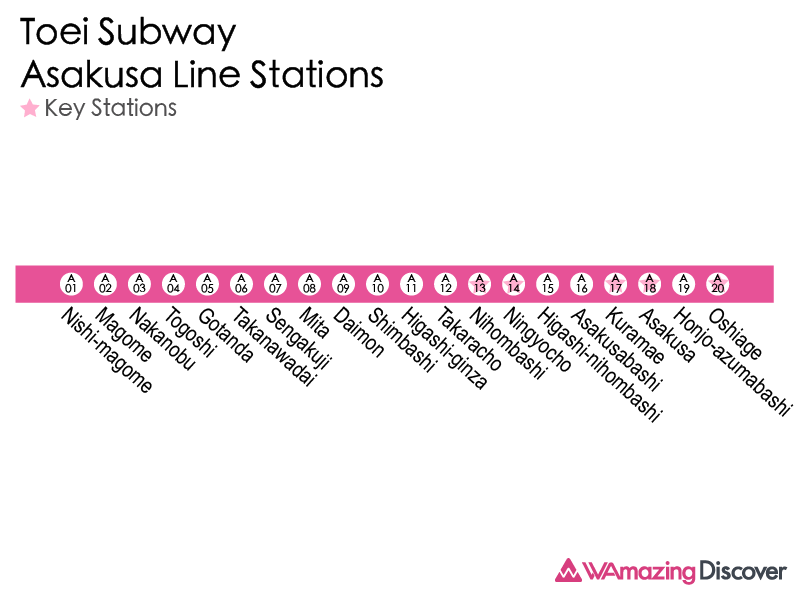 Toei Subway
Asakusa Line Stations
Key Stations
A 01
A 02
A 03
A 04
A 05
A 06
A 07
A 08
A 09
A 10
A 11
A 12
A 13
A 14
A 15
A 16
A 17
A 18
A 19
A 20
Nishi-magome
Magome
Nakanobu
Togoshi
Gotanda
Takanawadai
Sengakuji
Mita
Daimon
Shimbashi
Higashi-ginza
Takaracho
Nihombashi
Ningyocho
Higashi-nihombashi
Asakusabashi
Kuramae
Asakusa
Honjo-azumabashi
Oshiage
WAmazing Discover